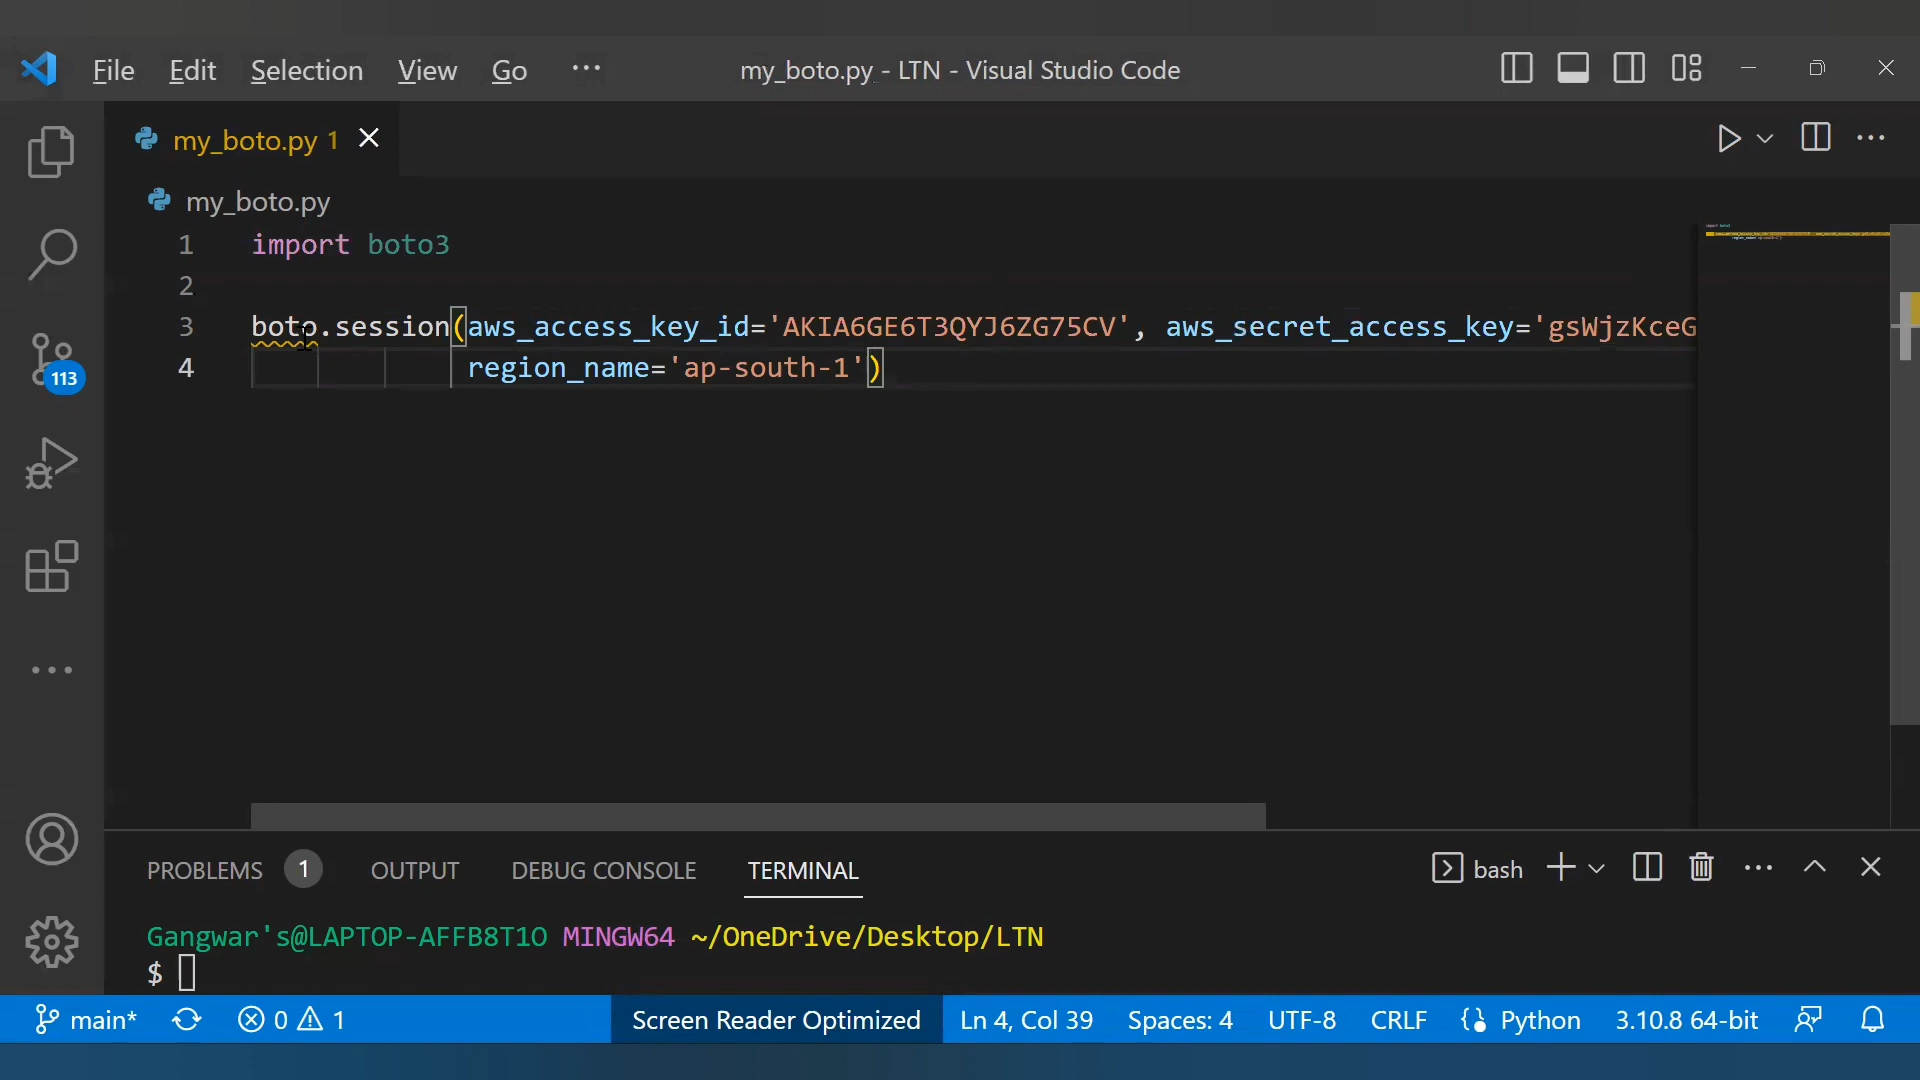 File Edit Selection View Go ··· my_boto.py - LTN - Visual Studio Code
my_boto.py 1
my_boto.py
1 import boto3
2
3 boto.session(aws_access_key_id='AKIA6GE6T3QYJ6ZG75CV', aws_secret_access_key='gsWjzKceG
4 region_name='ap-south-1')
113
PROBLEMS 1 OUTPUT DEBUG CONSOLE TERMINAL bash
Gangwar's@LAPTOP-AFFB8T1O MINGW64 ~/OneDrive/Desktop/LTN
$
main* 0 1 Screen Reader Optimized Ln 4, Col 39 Spaces: 4 UTF-8 CRLF Python 3.10.8 64-bit